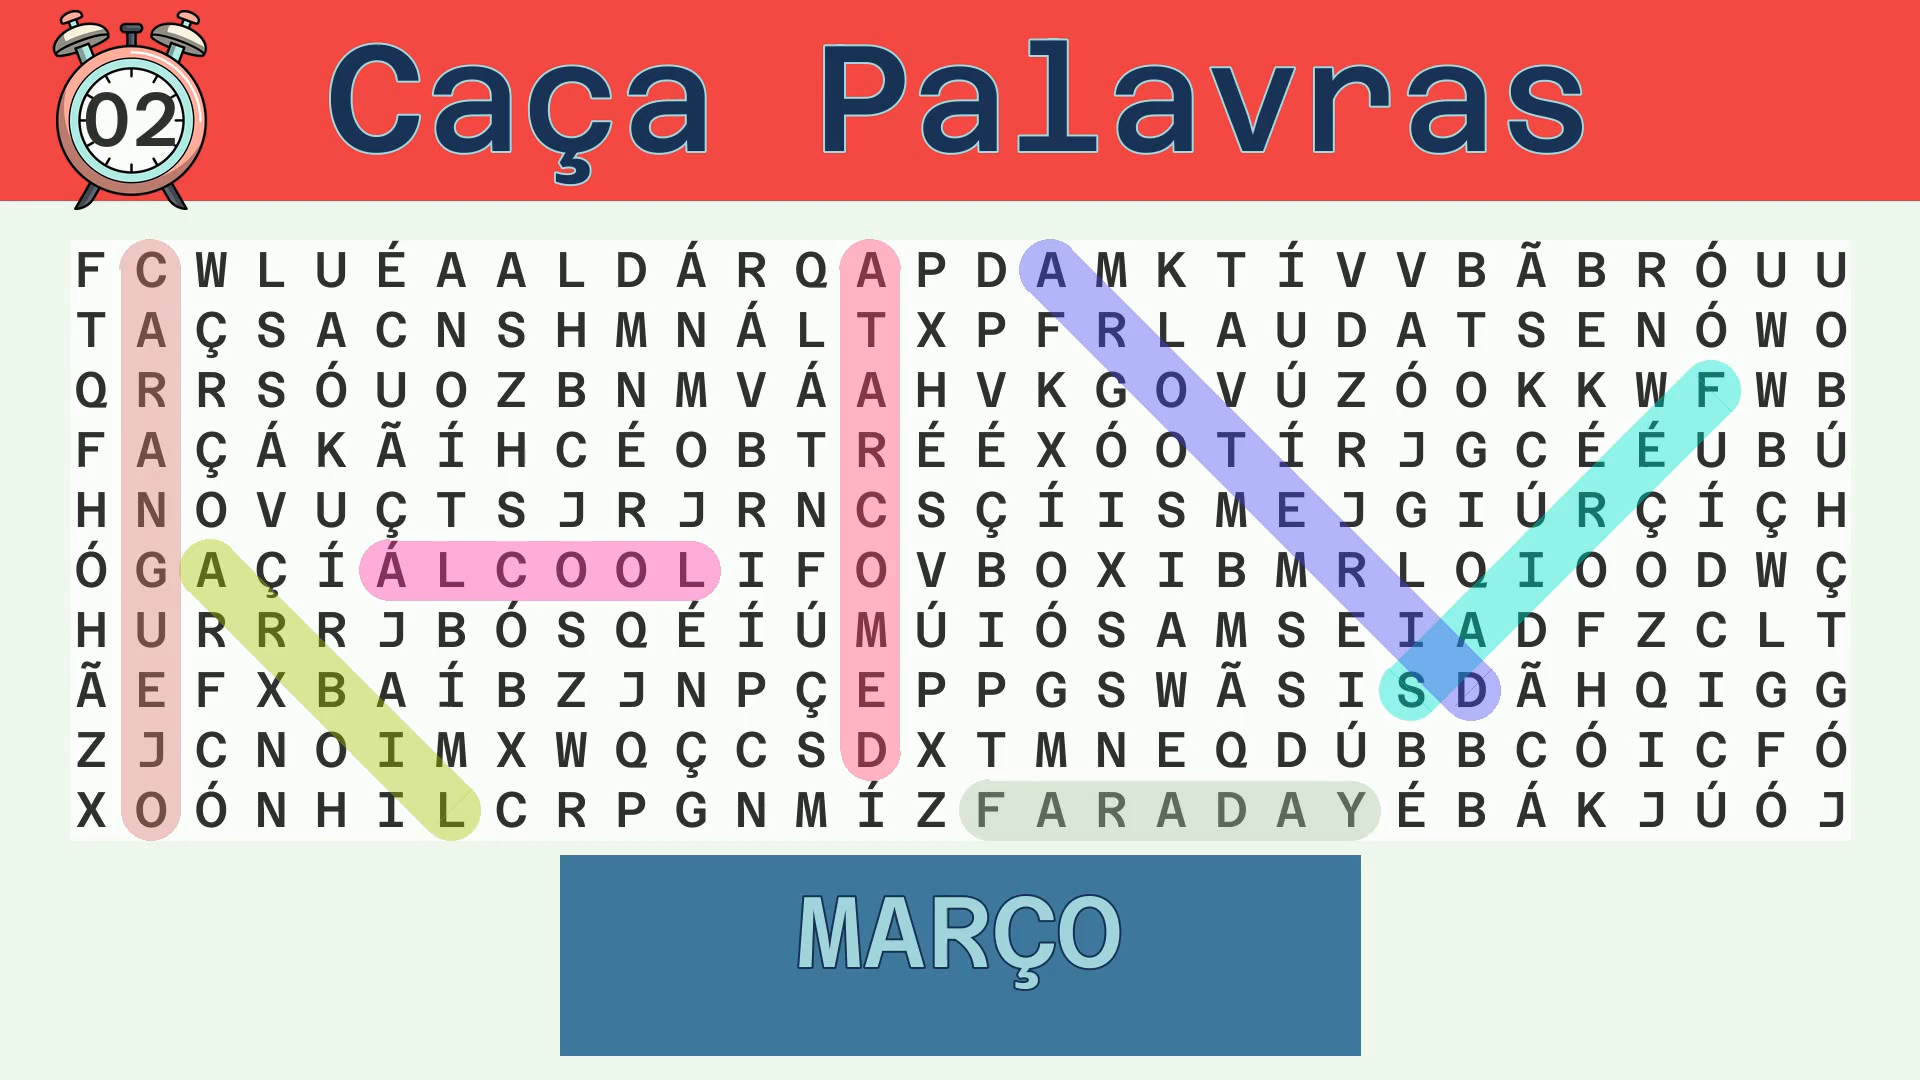 02
Caça Palavras
F C W L U É A A L D Á R Q A P D A M K T Í V V B Ã B R Ó U U
T A Ç S A C N S H M N Á L T X P F R L A U D A T S E N Ó W O
Q R R S Ó U O Z B N M V Á A H V K G O V Ú Z Ó O K K W F W B
F A Ç Á K Ã Í H C É O B T R É É X Ó O T Í R J G C É É U B Ú
H N O V U Ç T S J R J R N C S Ç Í I S M E J G I Ú R Ç Í Ç H
Ó G A Ç Í Á L C O O L I F O V B O X I B M R L Q I O O D W Ç
H U R R R J B Ó S Q É Í Ú M Ú I Ó S A M S E I A D F Z C L T
Ã E F X B A Í B Z J N P Ç E P P G S W Ã S I S D Ã H Q I G G
Z J C N O I M X W Q Ç C S D X T M N E Q D Ú B B C Ó I C F Ó
X O Ó N H I L C R P G N M Í Z F A R A D A Y É B Á K J Ú Ó J
MARÇO